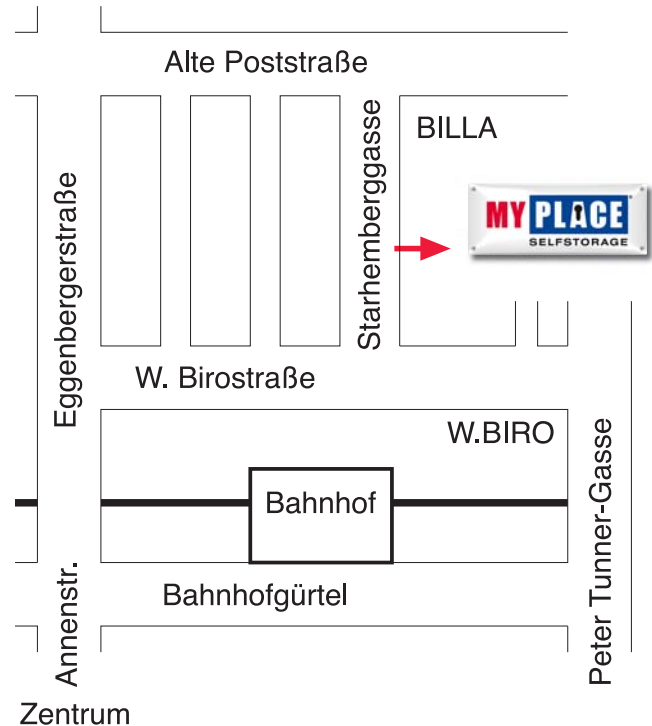 Alte Poststraße
BILLA
MY PLACE
SELFSTORAGE
Starhemberggasse
Eggenbergerstraße
W. Birostraße
W.BIRO
Bahnhof
Peter Tunner-Gasse
Annenstr.
Bahnhofgürtel
Zentrum